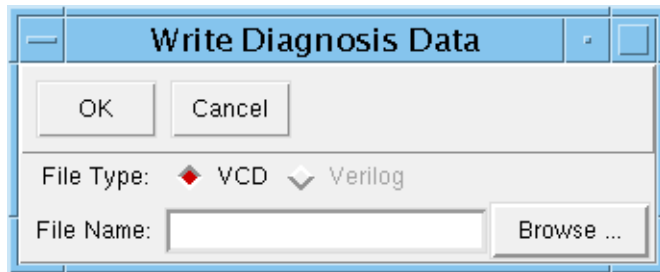 Write Diagnosis Data
OK Cancel
File Type: VCD Verilog
File Name: Browse ...